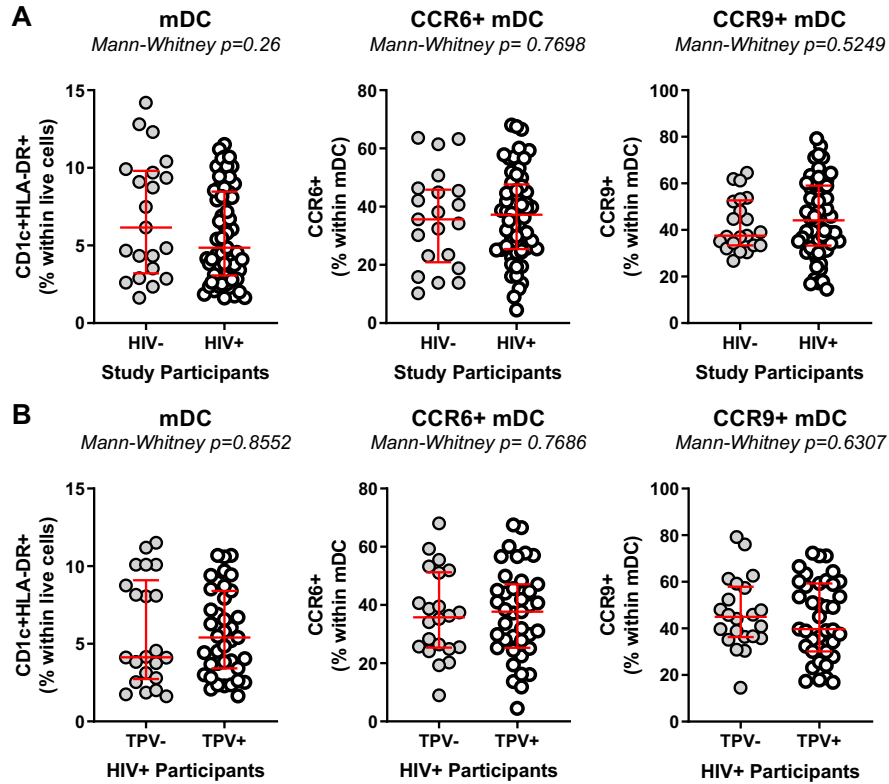 A
mDC
Mann-Whitney p=0.26
CD1c+HLA-DR+
(% within live cells)
15
10
5
0
HIV-
HIV+
Study Participants
CCR6+ mDC
Mann-Whitney p= 0.7698
CCR6+
(% within mDC)
80
60
40
20
0
HIV-
HIV+
Study Participants
CCR9+ mDC
Mann-Whitney p=0.5249
CCR9+
(% within mDC)
100
80
60
40
20
0
HIV-
HIV+
Study Participants
B
mDC
Mann-Whitney p=0.8552
CD1c+HLA-DR+
(% within live cells)
15
10
5
0
TPV-
TPV+
HIV+ Participants
CCR6+ mDC
Mann-Whitney p= 0.7686
CCR6+
(% within mDC
80
60
40
20
0
TPV-
TPV+
HIV+ Participants
CCR9+ mDC
Mann-Whitney p=0.6307
CCR9+
(% within mDC)
100
80
60
40
20
0
TPV-
TPV+
HIV+ Participants